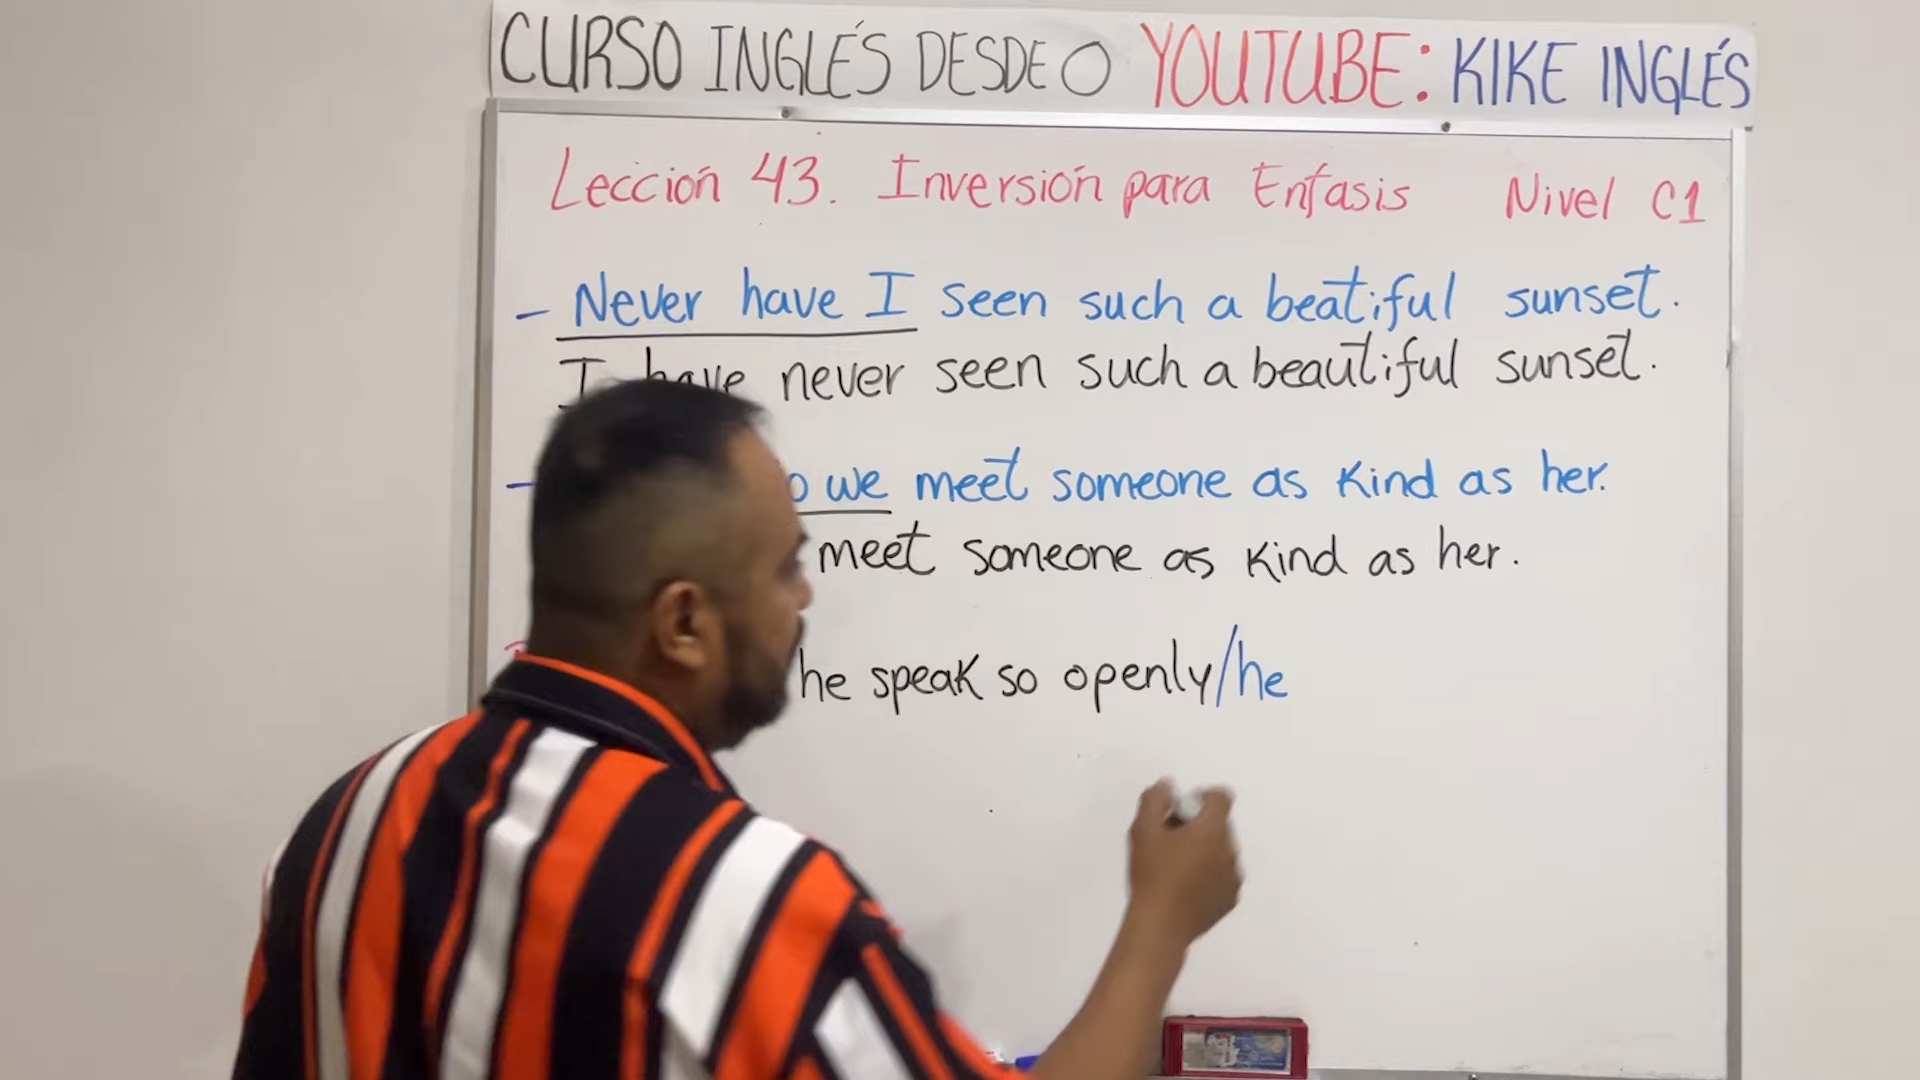 CURSO INGLÉS DESDE 0 YOUTUBE: KIKE INGLÉS
Lección 43. Inversión para Enfasis Nivel C1
- Never have I seen such a beatiful sunset.
I have never seen such a beautiful sunset.
- we meet someone as kind as her.
meet someone as kind as her.
he speak so openly/he